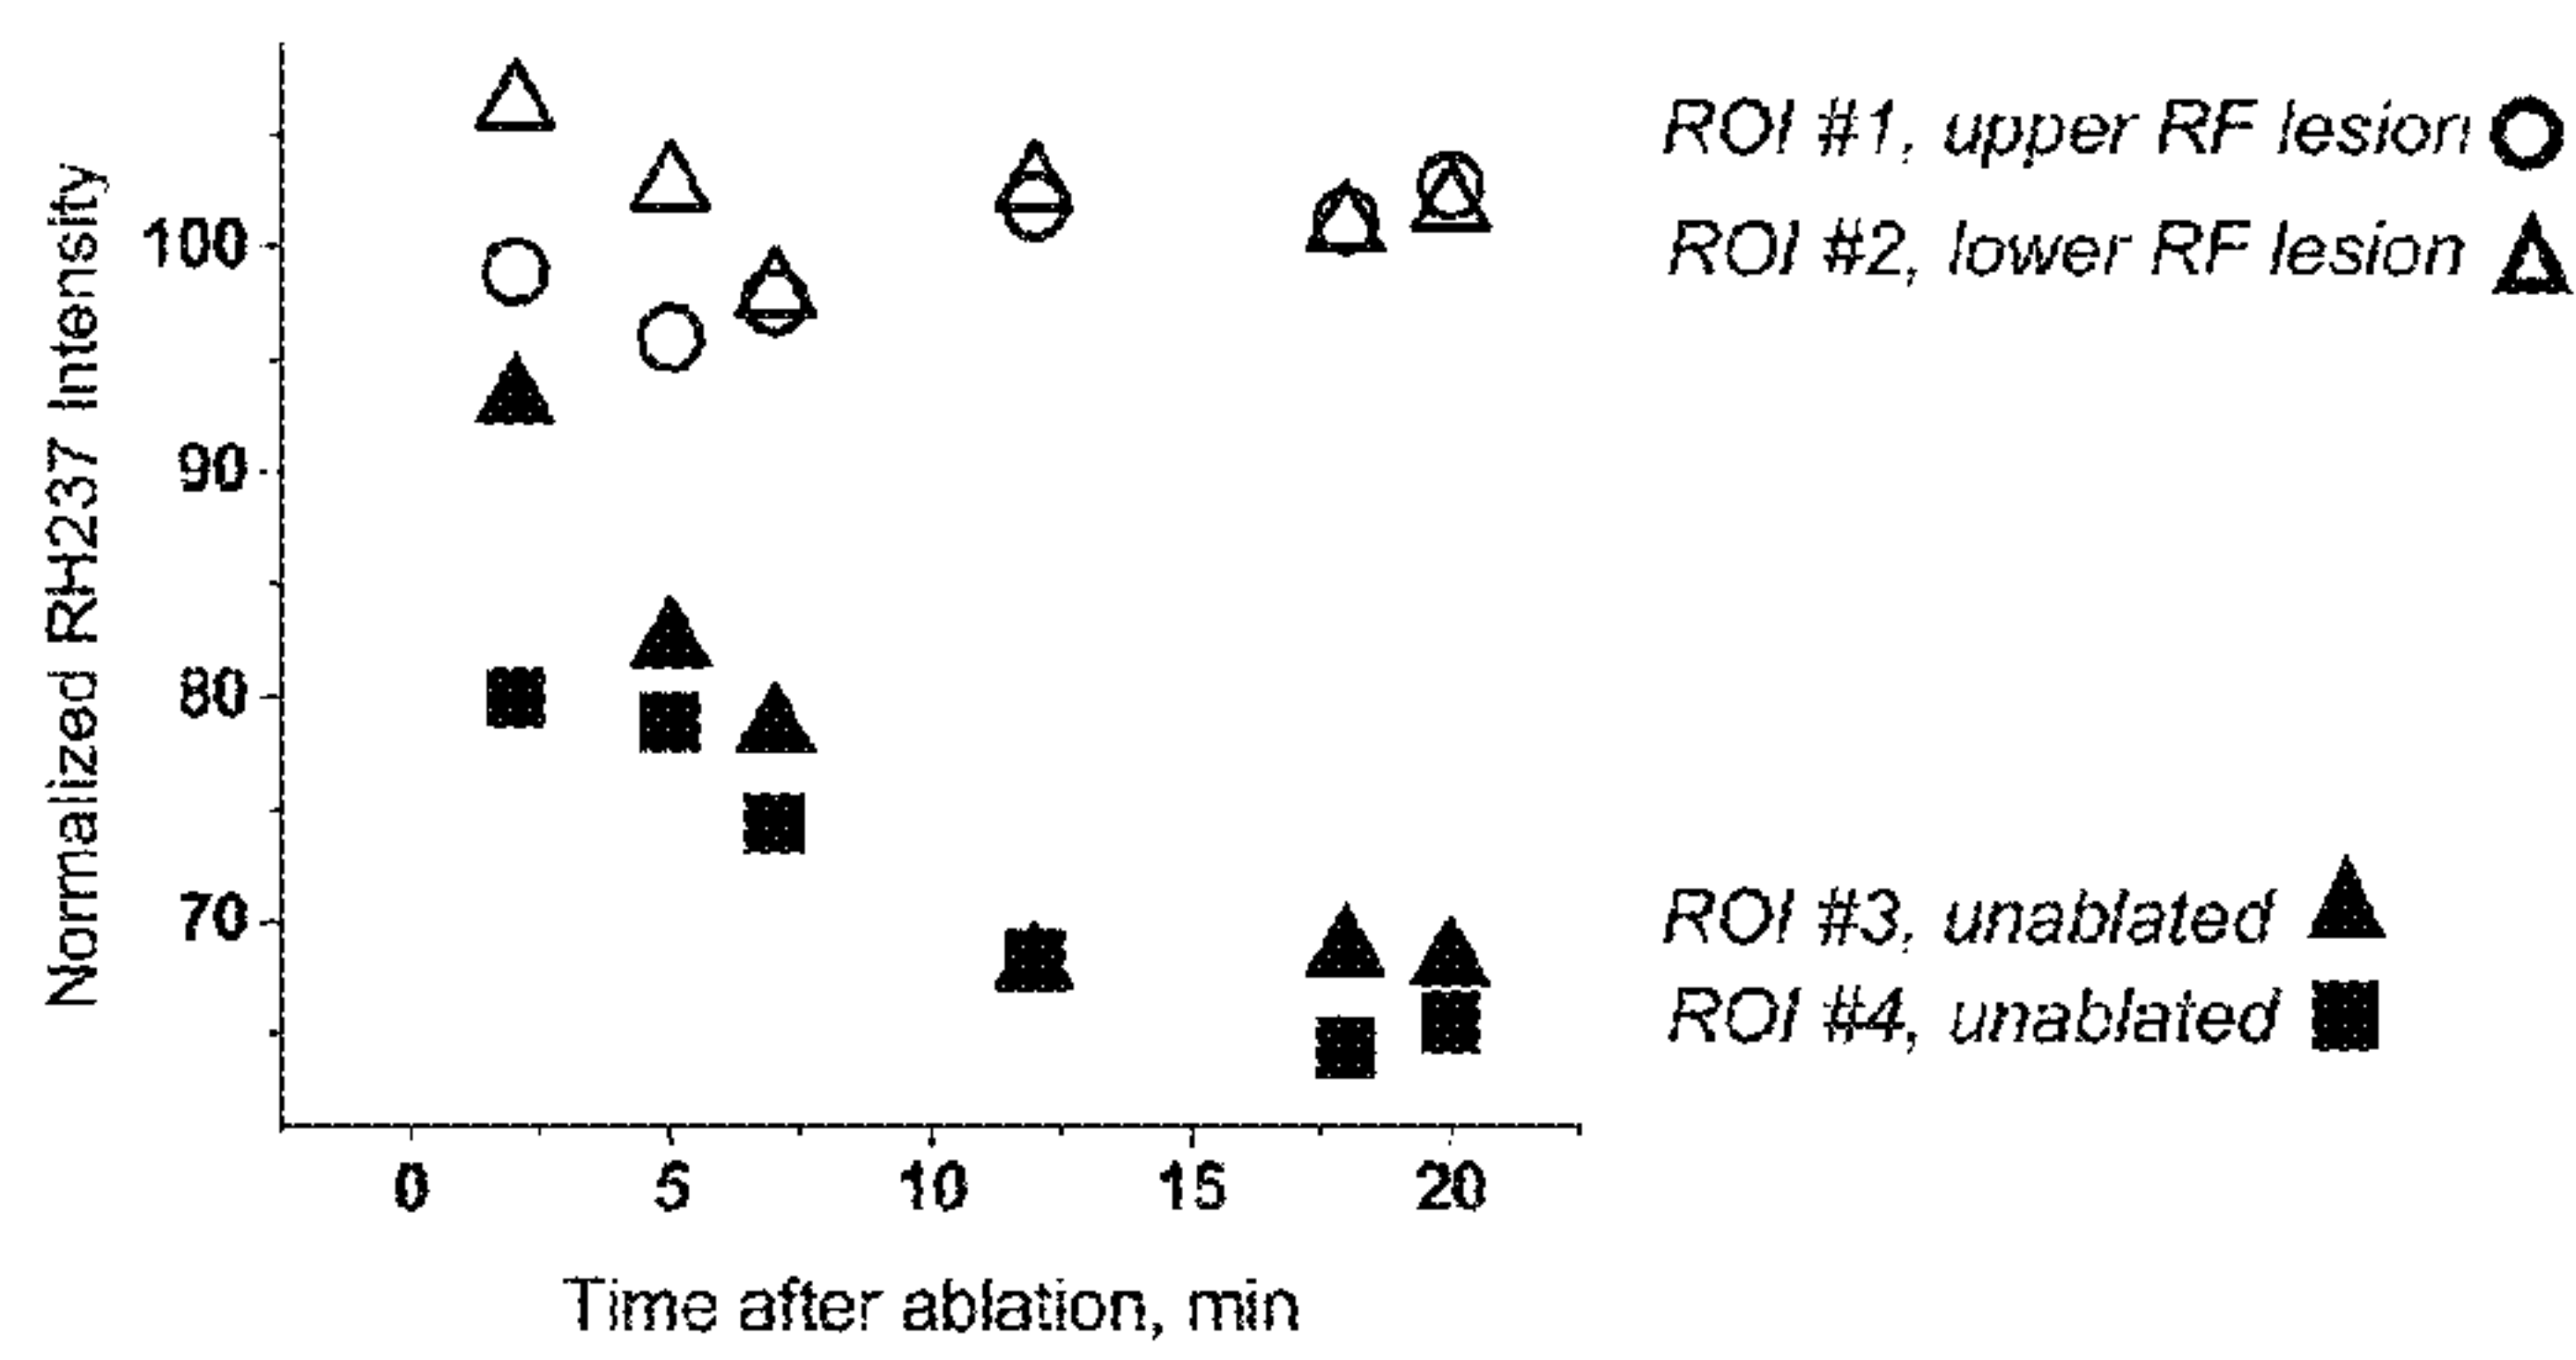 Normalized RH237 Intensity
100
90
80
70
0 5 10 15 20
Time after ablation, min
ROI #1, upper RF lesion
ROI #2, lower RF lesion
ROI #3, unablated
ROI #4, unablated